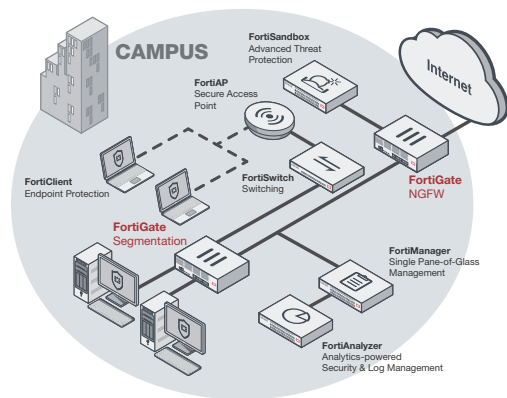 CAMPUS
FortiSandbox
Advanced Threat
Protection
Internet
FortiAP
Secure Access
Point
FortiClient
Endpoint Protection
FortiSwitch
Switching
FortiGate
NGFW
FortiGate
Segmentation
FortiManager
Single Pane-of-Glass
Management
FortiAnalyzer
Analytics-powered
Security & Log Management